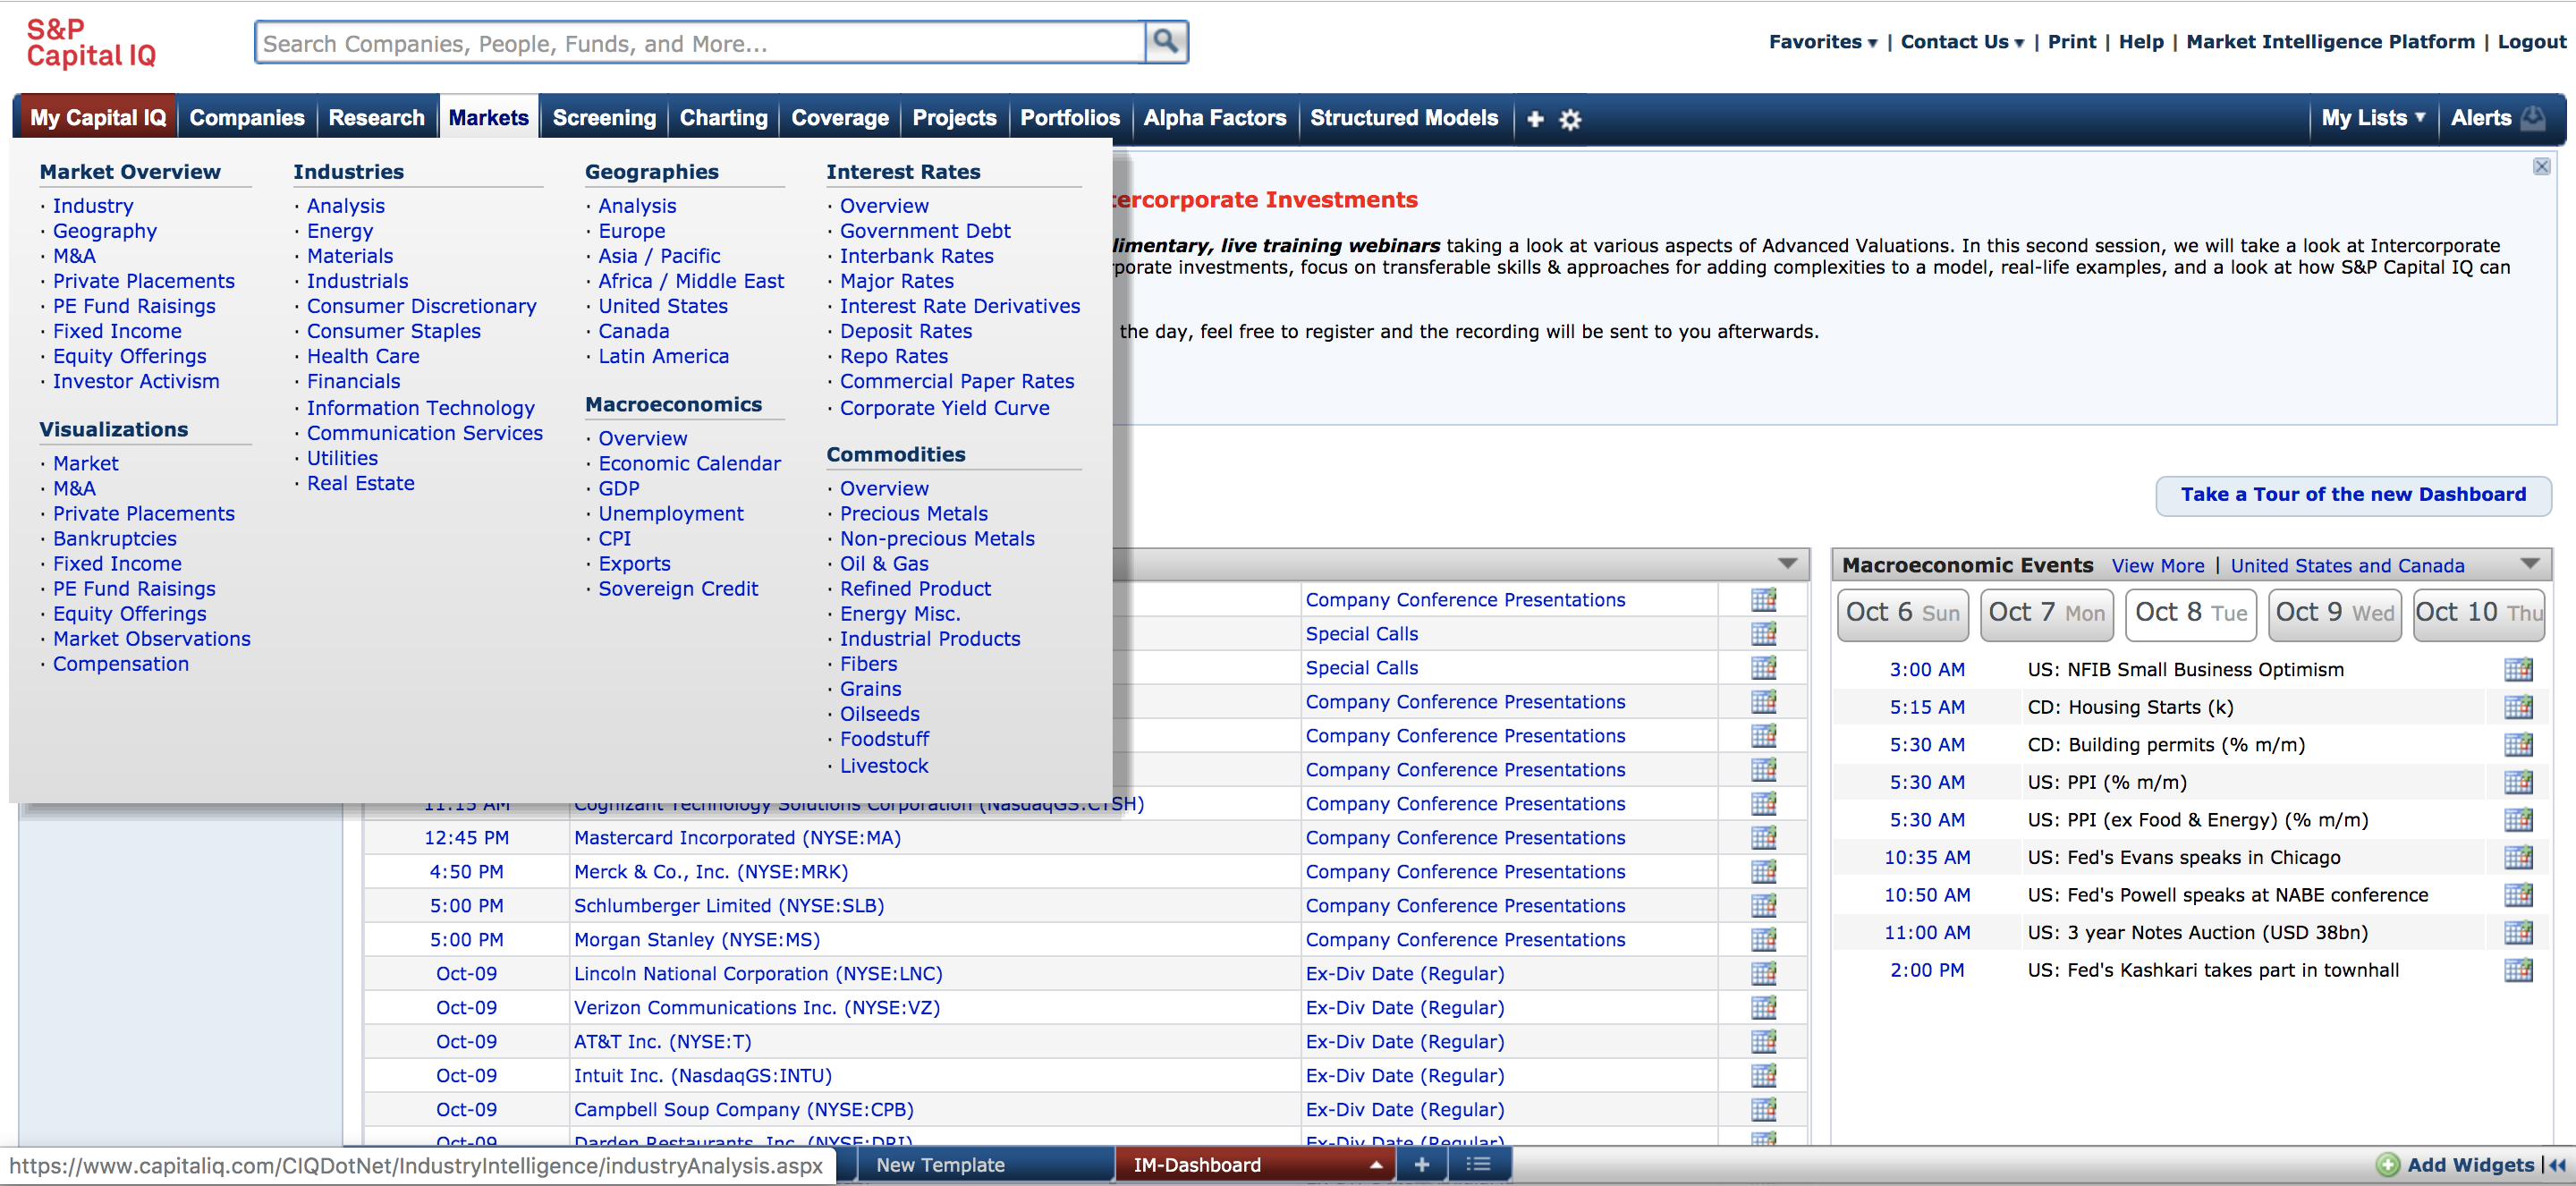 S&P
Capital IQ
Search Companies, People, Funds, and More...
Favorites ▾ | Contact Us ▾ | Print | Help | Market Intelligence Platform | Logout
My Capital IQ
Companies
Research
Markets
Screening
Charting
Coverage
Projects
Portfolios
Alpha Factors
Structured Models
My Lists
Alerts
Market Overview
· Industry
· Geography
· M&A
· Private Placements
· PE Fund Raisings
· Fixed Income
· Equity Offerings
· Investor Activism
Visualizations
· Market
· M&A
· Private Placements
· Bankruptcies
· Fixed Income
· PE Fund Raisings
· Equity Offerings
· Market Observations
· Compensation
Industries
· Analysis
· Energy
· Materials
· Industrials
· Consumer Discretionary
· Consumer Staples
· Health Care
· Financials
· Information Technology
· Communication Services
· Utilities
· Real Estate
Geographies
· Analysis
· Europe
· Asia / Pacific
· Africa / Middle East
· United States
· Canada
· Latin America
Macroeconomics
· Overview
· Economic Calendar
· GDP
· Unemployment
· CPI
· Exports
· Sovereign Credit
Interest Rates
· Overview
· Government Debt
· Interbank Rates
· Major Rates
· Interest Rate Derivatives
· Deposit Rates
· Repo Rates
· Commercial Paper Rates
· Corporate Yield Curve
Commodities
· Overview
· Precious Metals
· Non-precious Metals
· Oil & Gas
· Refined Product
· Energy Misc.
· Industrial Products
· Fibers
· Grains
· Oilseeds
· Foodstuff
· Livestock
tercorporate Investments
limentary, live training webinars taking a look at various aspects of Advanced Valuations. In this second session, we will take a look at Intercorporate
porate investments, focus on transferable skills & approaches for adding complexities to a model, real-life examples, and a look at how S&P Capital IQ can
the day, feel free to register and the recording will be sent to you afterwards.
Take a Tour of the new Dashboard
Company Conference Presentations
Special Calls
Special Calls
Company Conference Presentations
Company Conference Presentations
Company Conference Presentations
11:15 AM Cognizant Technology Solutions Corporation (NasdaqGS:CTSH) Company Conference Presentations
12:45 PM Mastercard Incorporated (NYSE:MA) Company Conference Presentations
4:50 PM Merck & Co., Inc. (NYSE:MRK) Company Conference Presentations
5:00 PM Schlumberger Limited (NYSE:SLB) Company Conference Presentations
5:00 PM Morgan Stanley (NYSE:MS) Company Conference Presentations
Oct-09 Lincoln National Corporation (NYSE:LNC) Ex-Div Date (Regular)
Oct-09 Verizon Communications Inc. (NYSE:VZ) Ex-Div Date (Regular)
Oct-09 AT&T Inc. (NYSE:T) Ex-Div Date (Regular)
Oct-09 Intuit Inc. (NasdaqGS:INTU) Ex-Div Date (Regular)
Oct-09 Campbell Soup Company (NYSE:CPB) Ex-Div Date (Regular)
Oct-09 Darden Restaurants, Inc. (NYSE:DRI) Ex-Div Date (Regular)
Macroeconomic Events View More | United States and Canada
Oct 6 Sun
Oct 7 Mon
Oct 8 Tue
Oct 9 Wed
Oct 10 Thu
3:00 AM US: NFIB Small Business Optimism
5:15 AM CD: Housing Starts (k)
5:30 AM CD: Building permits (% m/m)
5:30 AM US: PPI (% m/m)
5:30 AM US: PPI (ex Food & Energy) (% m/m)
10:35 AM US: Fed's Evans speaks in Chicago
10:50 AM US: Fed's Powell speaks at NABE conference
11:00 AM US: 3 year Notes Auction (USD 38bn)
2:00 PM US: Fed's Kashkari takes part in townhall
https://www.capitaliq.com/CIQDotNet/IndustryIntelligence/industryAnalysis.aspx
New Template
IM-Dashboard
Add Widgets